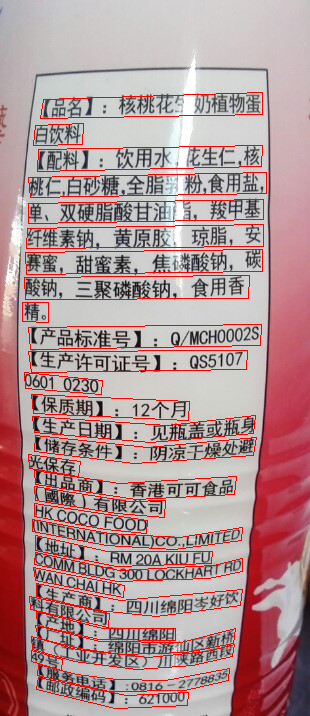 【品名】：核桃花生奶植物蛋
白饮料
【配料】：饮用水,花生仁,核
桃仁,白砂糖,全脂乳粉,食用盐,
单、双硬脂酸甘油酯，羧甲基
纤维素钠，黄原胶，琼脂，安
赛蜜，甜蜜素，焦磷酸钠，碳
酸钠，三聚磷酸钠，食用香
精。
【产品标准号】：Q/MCH0002S
【生产许可证号】：QS5107
0601 0230
【保质期】：12个月
【生产日期】：见瓶盖或瓶身
【储存条件】：阴凉干燥处避
光保存
【出品商】：香港可可食品
（國際）有限公司
HK COCO FOOD
(INTERNATIONAL)CO.,LIMITED
【地址】：RM 20A KIU FU
COMM BLDG 300 LOCKHART RD
WAN CHAI,HK
【生产商】：四川绵阳岑好饮
料有限公司
【产地】：四川绵阳
【厂址】：绵阳市游仙区新桥
镇（工业开发区）川陕路西段
49号
【服务电话】:0816－2778835
【邮政编码】：621000